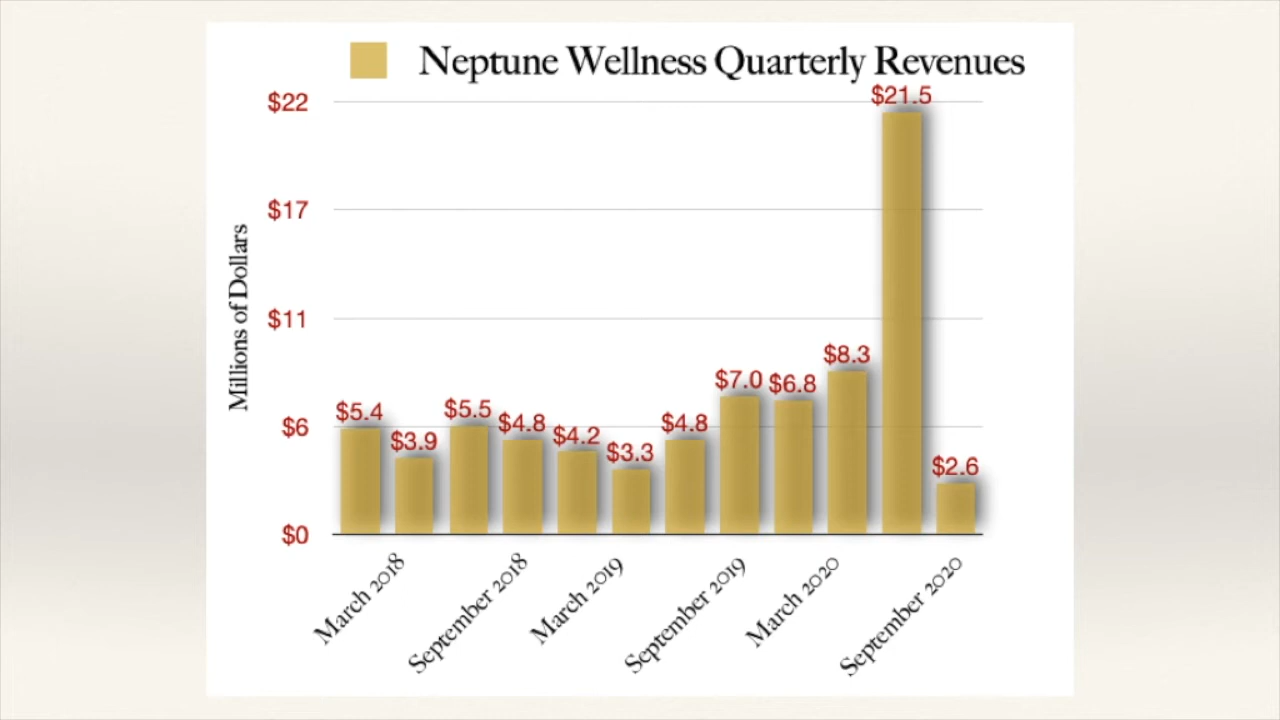 Neptune Wellness Quarterly Revenues
Millions of Dollars
$22
$17
$11
$6
$0
$5.4
$3.9
$5.5
$4.8
$4.2
$3.3
$4.8
$7.0
$6.8
$8.3
$21.5
$2.6
March 2018
September 2018
March 2019
September 2019
March 2020
September 2020